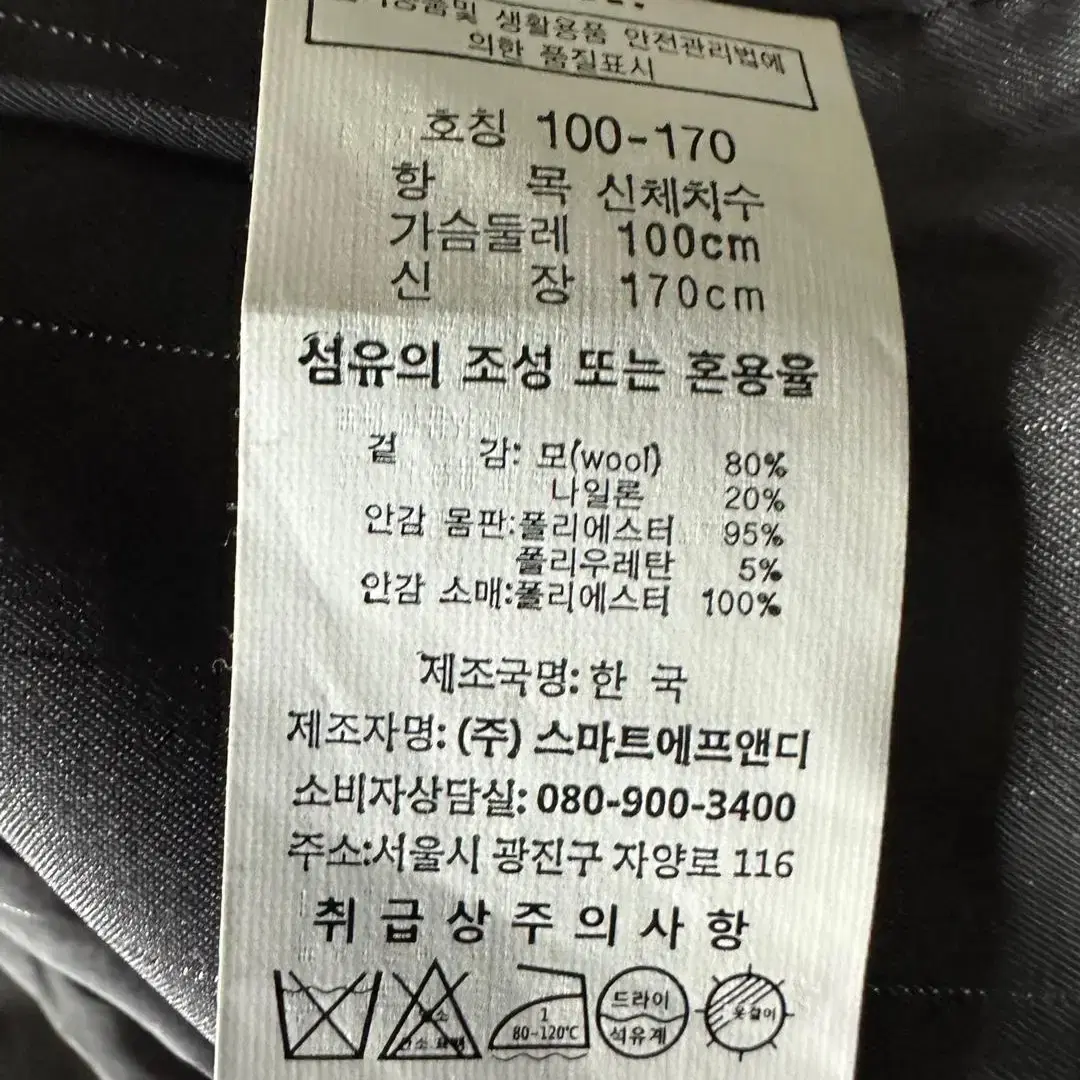 생활용품 안전관리법에
의한 품질표시
호칭 100-170
항 목 신체치수
가슴둘레 100cm
신 장 170cm
섬유의 조성 또는 혼용율
겉 감: 모(wool) 80%
나일론 20%
안감 몸판:폴리에스터 95%
폴리우레탄 5%
안감 소매:폴리에스터 100%
제조국명: 한 국
제조자명: (주) 스마트에프앤디
소비자상담실: 080-900-3400
주소:서울시 광진구 자양로 116
취 급 상 주 의 사 항
1
80-120℃
드라이
석유계
옷걸이